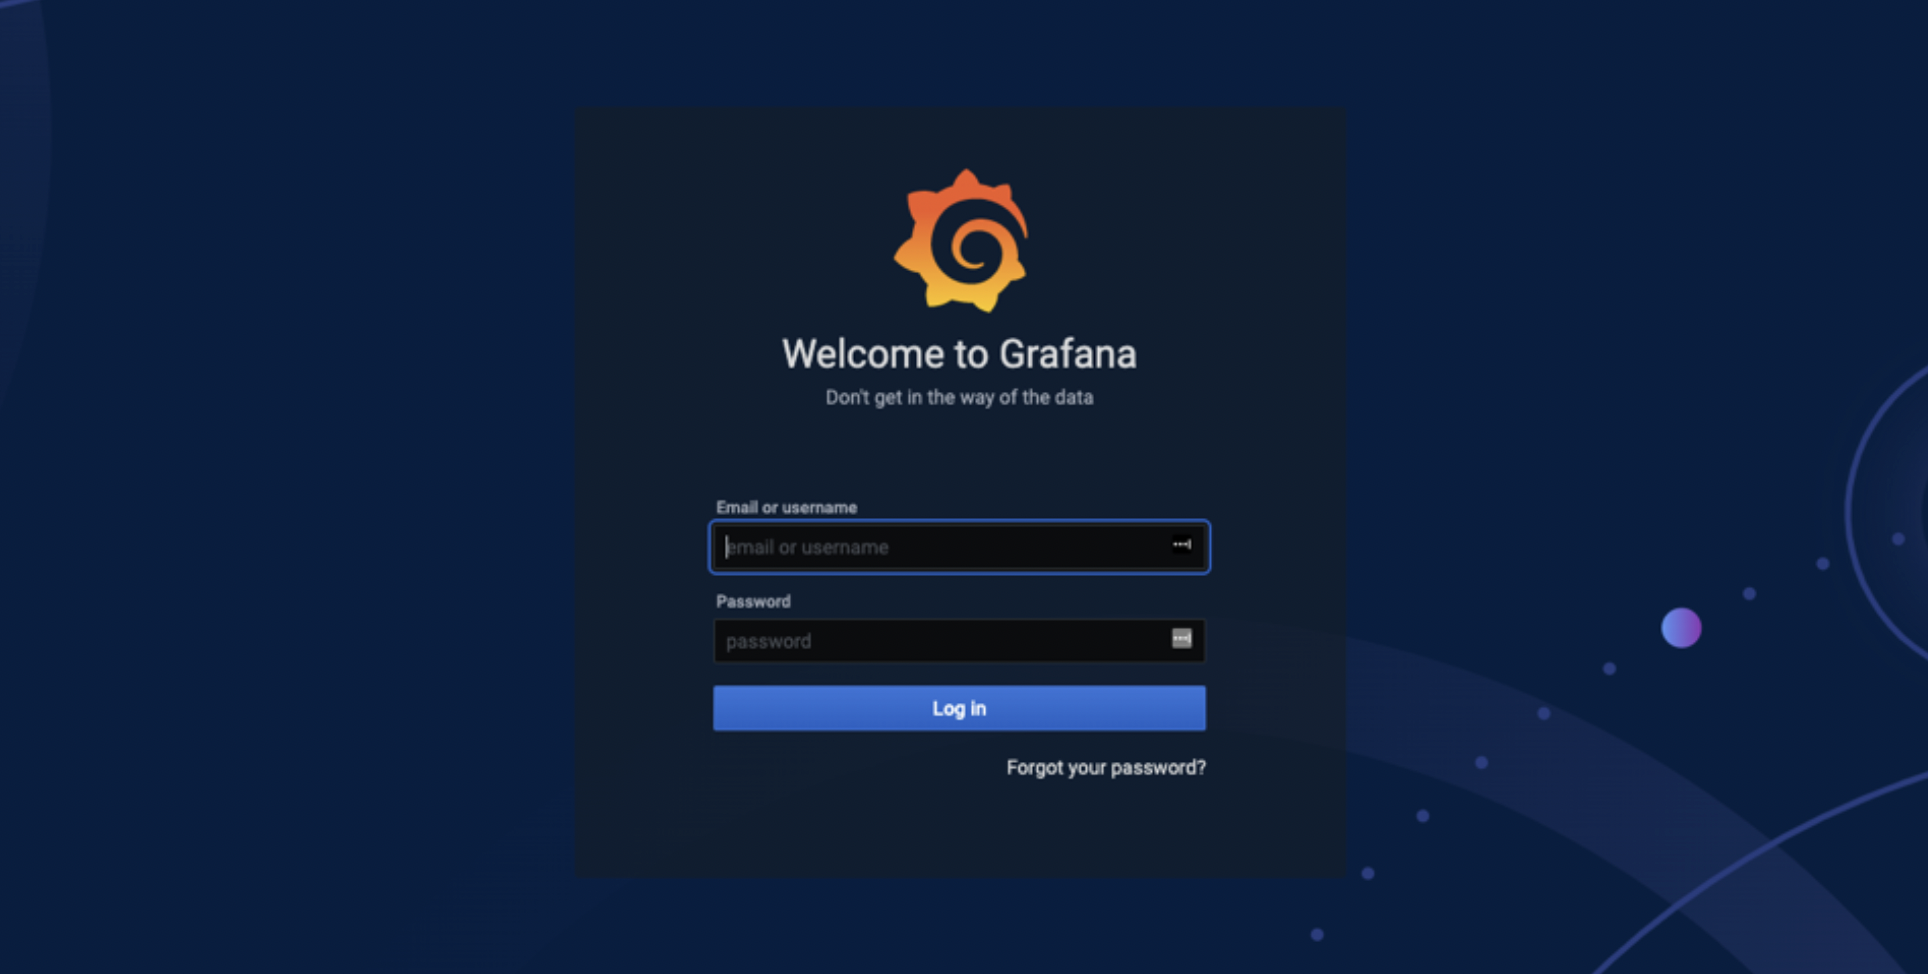 Welcome to Grafana
Don't get in the way of the data
Email or username
email or username
Password
password
Log in
Forgot your password?